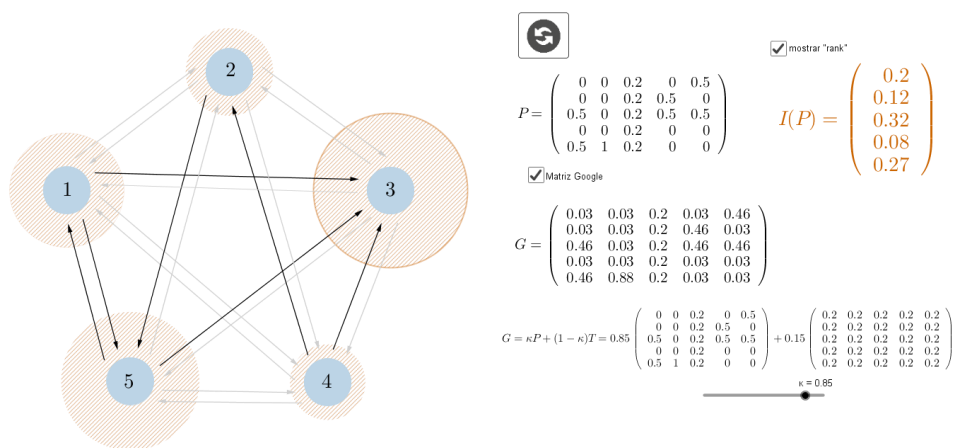 2
1
3
5
4
mostrar "rank"
P = ( 0 0 0.2 0 0.5
0 0 0.2 0.5 0
0.5 0 0.2 0.5 0.5
0 0 0.2 0 0
0.5 1 0.2 0 0 )
I(P) = ( 0.2
0.12
0.32
0.08
0.27 )
Matriz Google
G = ( 0.03 0.03 0.2 0.03 0.46
0.03 0.03 0.2 0.46 0.03
0.46 0.03 0.2 0.46 0.46
0.03 0.03 0.2 0.03 0.03
0.46 0.88 0.2 0.03 0.03 )
G = κP + (1 − κ)T = 0.85 ( 0 0 0.2 0 0.5
0 0 0.2 0.5 0
0.5 0 0.2 0.5 0.5
0 0 0.2 0 0
0.5 1 0.2 0 0 ) + 0.15 ( 0.2 0.2 0.2 0.2 0.2
0.2 0.2 0.2 0.2 0.2
0.2 0.2 0.2 0.2 0.2
0.2 0.2 0.2 0.2 0.2
0.2 0.2 0.2 0.2 0.2 )
κ = 0.85